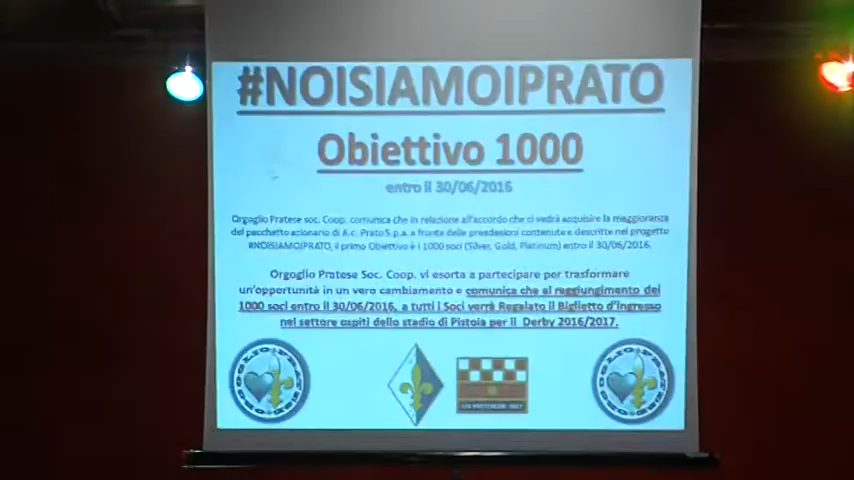 #NOISIAMOIPRATO
Obiettivo 1000
entro il 30/06/2016
Orgoglio Pratese soc. Coop. comunica che in relazione all'accordo che ci vedrà acquisire la maggioranza
del pacchetto azionario di A.c. Prato S.p.a. a fronte delle preadesioni contenute e descritte nel progetto
#NOISIAMOIPRATO, il primo Obiettivo è i 1000 soci (Silver, Gold, Platinum) entro il 30/06/2016.
Orgoglio Pratese Soc. Coop. vi esorta a partecipare per trasformare
un'opportunità in un vero cambiamento e comunica che al raggiungimento dei
1000 soci entro il 30/06/2016, a tutti i Soci verrà Regalato il Biglietto d'ingresso
nel settore ospiti dello stadio di Pistoia per il Derby 2016/2017.